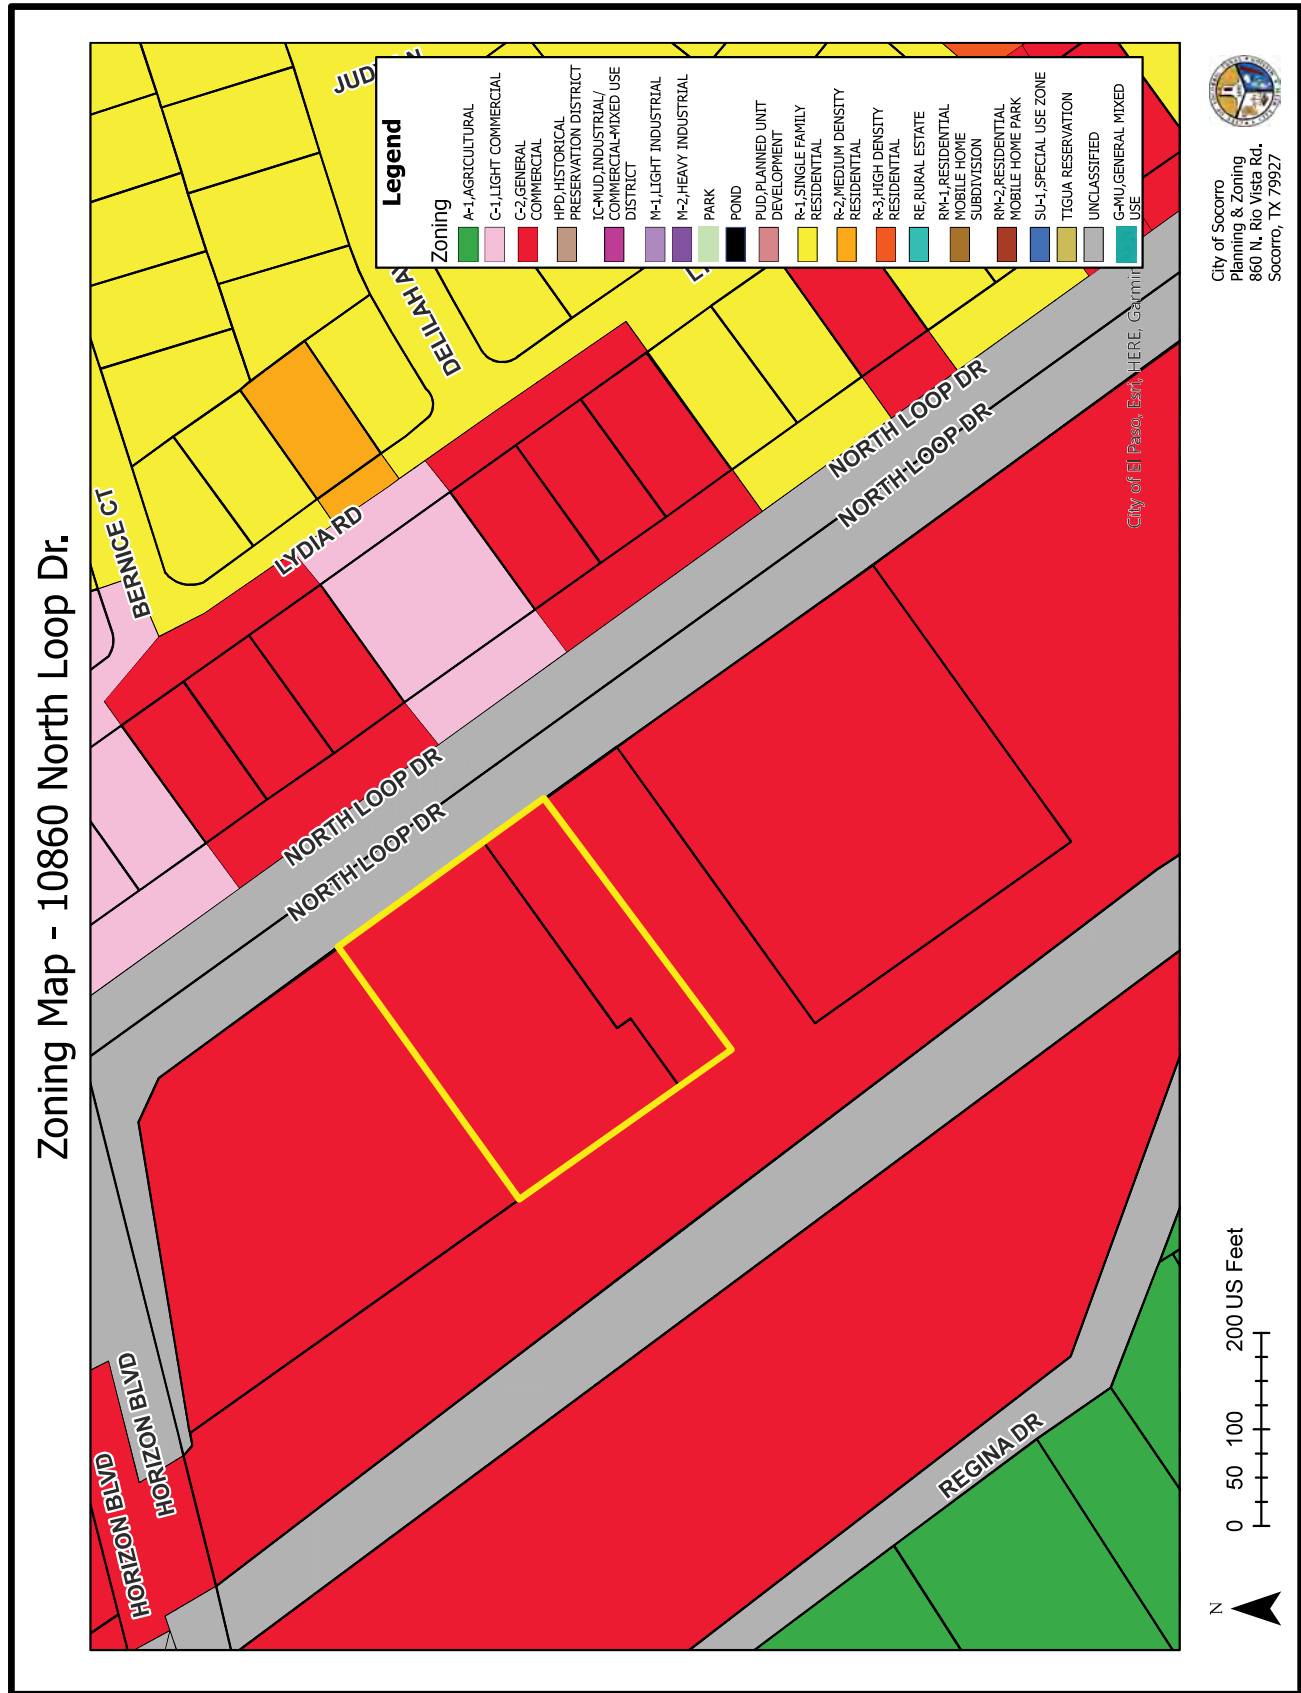 Zoning Map - 10860 North Loop Dr.
HORIZON BLVD
HORIZON BLVD
BERNICE CT
LYDIA RD
DELILAH A
NORTH LOOP DR
NORTH LOOP DR
NORTH LOOP DR
NORTH LOOP DR
REGINA DR
Legend
Zoning
A-1,AGRICULTURAL
C-1,LIGHT COMMERCIAL
C-2,GENERAL
COMMERCIAL
HPD,HISTORICAL
PRESERVATION DISTRICT
IC-MUD,INDUSTRIAL/
COMMERCIAL-MIXED USE
DISTRICT
M-1,LIGHT INDUSTRIAL
M-2,HEAVY INDUSTRIAL
PARK
POND
PUD,PLANNED UNIT
DEVELOPMENT
R-1,SINGLE FAMILY
RESIDENTIAL
R-2,MEDIUM DENSITY
RESIDENTIAL
R-3,HIGH DENSITY
RESIDENTIAL
RE,RURAL ESTATE
RM-1,RESIDENTIAL
MOBILE HOME
SUBDIVISION
RM-2,RESIDENTIAL
MOBILE HOME PARK
SU-1,SPECIAL USE ZONE
TIGUA RESERVATION
UNCLASSIFIED
G-MU,GENERAL MIXED
USE
City of El Paso, Esri, HERE, Garmin
N
0 50 100 200 US Feet
City of Socorro
Planning & Zoning
860 N. Rio Vista Rd.
Socorro, TX 79927